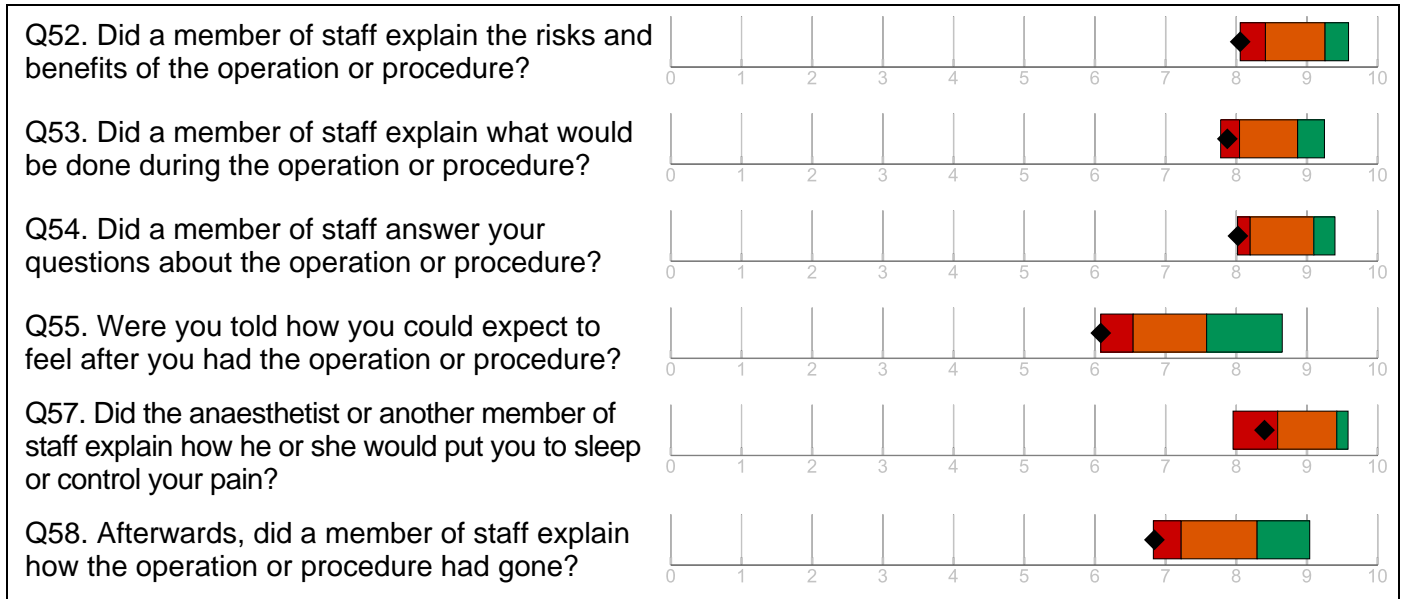 Q52. Did a member of staff explain the risks and
benefits of the operation or procedure?
0 1 2 3 4 5 6 7 8 9 10
Q53. Did a member of staff explain what would
be done during the operation or procedure?
0 1 2 3 4 5 6 7 8 9 10
Q54. Did a member of staff answer your
questions about the operation or procedure?
0 1 2 3 4 5 6 7 8 9 10
Q55. Were you told how you could expect to
feel after you had the operation or procedure?
0 1 2 3 4 5 6 7 8 9 10
Q57. Did the anaesthetist or another member of
staff explain how he or she would put you to sleep
or control your pain?
0 1 2 3 4 5 6 7 8 9 10
Q58. Afterwards, did a member of staff explain
how the operation or procedure had gone?
0 1 2 3 4 5 6 7 8 9 10